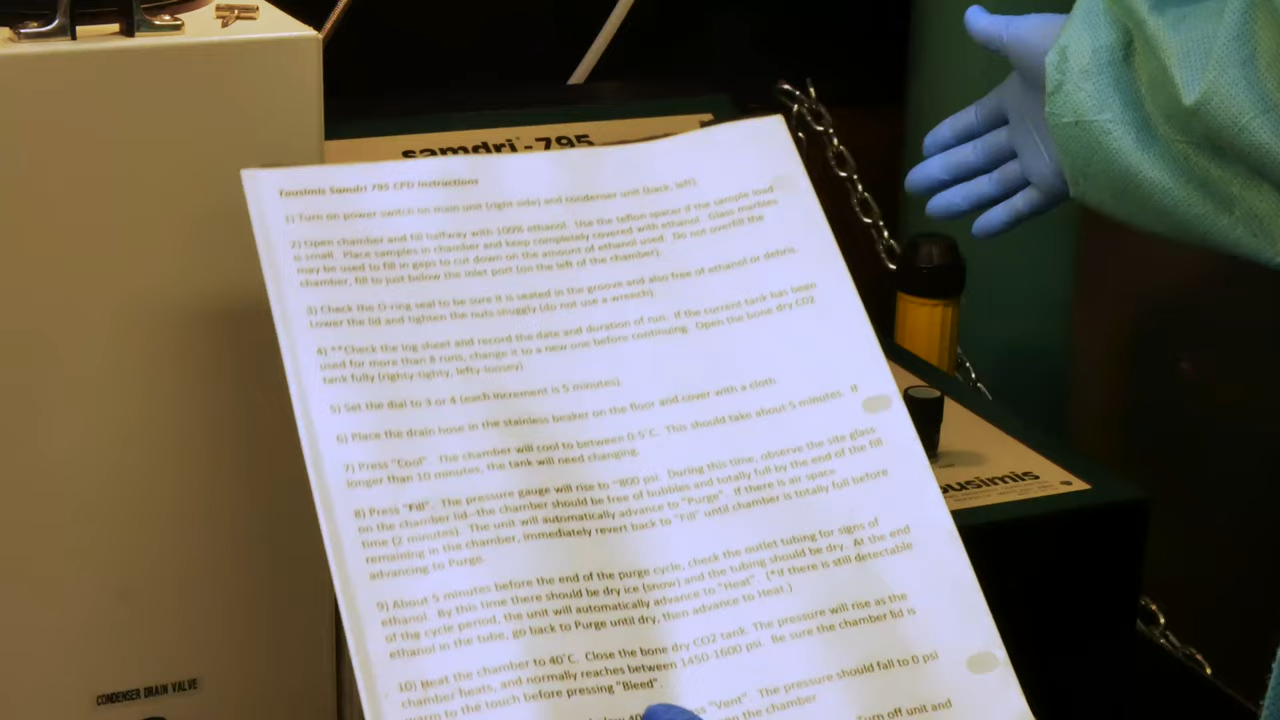 samdri®-795
Tousimis Samdri 795 CPD Instructions
1) Turn on power switch on main unit (right side) and condenser unit (back, left).
2) Open chamber and fill halfway with 100% ethanol. Use the teflon spacer if the sample load
is small. Place samples in chamber and keep completely covered with ethanol. Glass marbles
may be used to fill in gaps to cut down on the amount of ethanol used. Do not overfill the
chamber, fill to just below the inlet port (on the left of the chamber).
3) Check the O-ring seal to be sure it is seated in the groove and also free of ethanol or debris.
Lower the lid and tighten the nuts snuggly (do not use a wrench)
4) **Check the log sheet and record the date and duration of run. If the current tank has been
used for more than 8 runs, change it to a new one before continuing. Open the bone dry CO2
tank fully (righty-tighty, lefty-loosey)
5) Set the dial to 3 or 4 (each increment is 5 minutes)
6) Place the drain hose in the stainless beaker on the floor and cover with a cloth.
7) Press "Cool". The chamber will cool to between 0-5°C. This should take about 5 minutes. If
longer than 10 minutes, the tank will need changing.
8) Press "Fill". The pressure gauge will rise to ~800 psi. During this time, observe the site glass
on the chamber lid--the chamber should be free of bubbles and totally full by the end of the fill
time (2 minutes). The unit will automatically advance to "Purge". If there is air space
remaining in the chamber, immediately revert back to "Fill" until chamber is totally full before
advancing to Purge.
9) About 5 minutes before the end of the purge cycle, check the outlet tubing for signs of
ethanol. By this time there should be dry ice (snow) and the tubing should be dry. At the end
of the cycle period, the unit will automatically advance to "Heat". (*If there is still detectable
ethanol in the tube, go back to Purge until dry, then advance to Heat.)
10) Heat the chamber to 40°C. Close the bone dry CO2 tank. The pressure will rise as the
chamber heats, and normally reaches between 1450-1600 psi. Be sure the chamber lid is
warm to the touch before pressing "Bleed".
"Vent". The pressure should fall to 0 psi
the chamber
Turn off unit and
ousimis
CONDENSER DRAIN VALVE